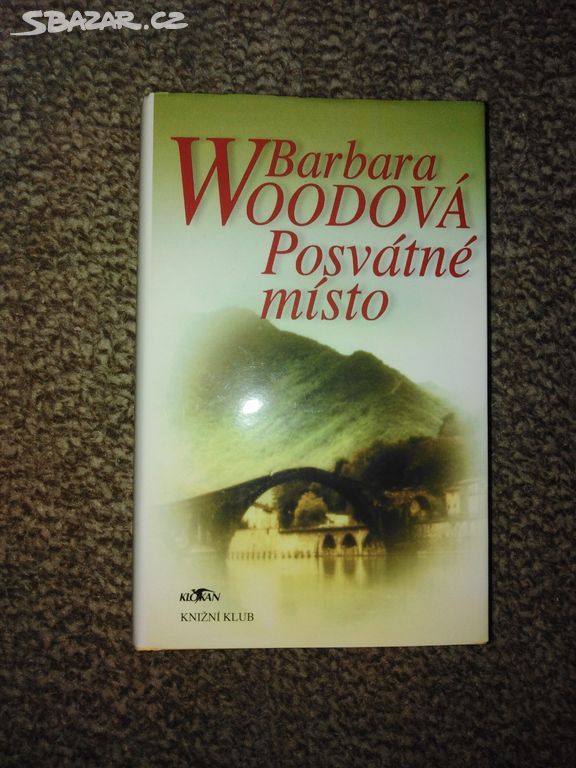 SBAZAR.CZ
Barbara
WOODOVÁ
Posvátné
místo
KLOKAN
KNIŽNÍ KLUB